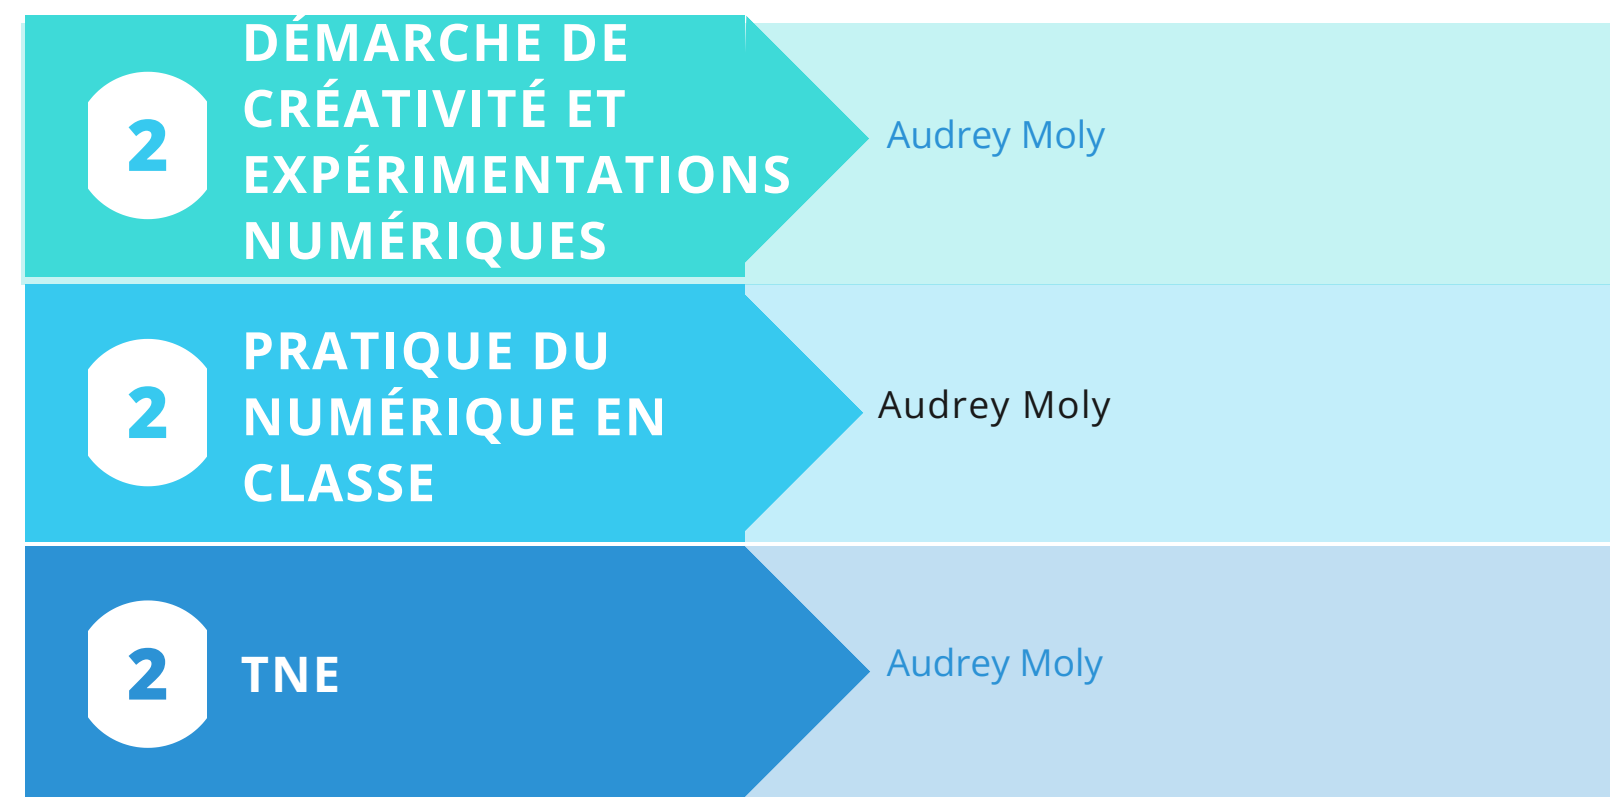 DÉMARCHE DE
CRÉATIVITÉ ET
EXPÉRIMENTATIONS
NUMÉRIQUES
2
Audrey Moly
PRATIQUE DU
NUMÉRIQUE EN
CLASSE
2
Audrey Moly
2
TNE
Audrey Moly